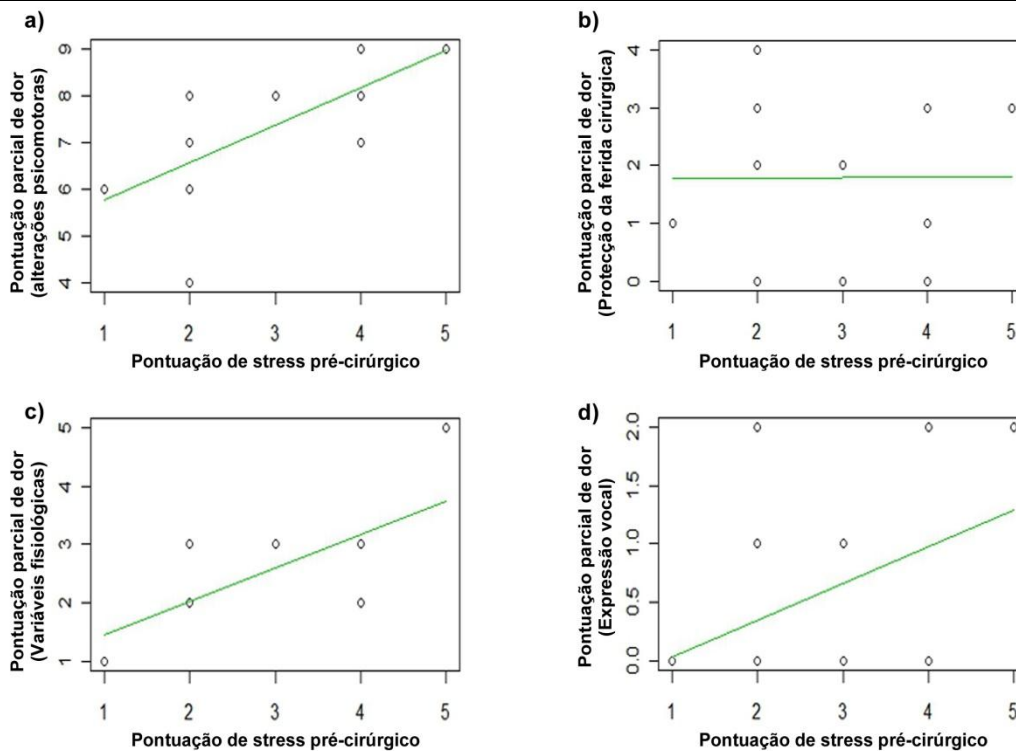 a)
Pontuação parcial de dor
(alterações psicomotoras)
9
8
7
6
5
4
1 2 3 4 5
Pontuação de stress pré-cirúrgico
b)
Pontuação parcial de dor
(Protecção da ferida cirúrgica)
4
3
2
1
0
1 2 3 4 5
Pontuação de stress pré-cirúrgico
c)
Pontuação parcial de dor
(Variáveis fisiológicas)
5
4
3
2
1
1 2 3 4 5
Pontuação de stress pré-cirúrgico
d)
Pontuação parcial de dor
(Expressão vocal)
2.0
1.5
1.0
0.5
0.0
1 2 3 4 5
Pontuação de stress pré-cirúrgico